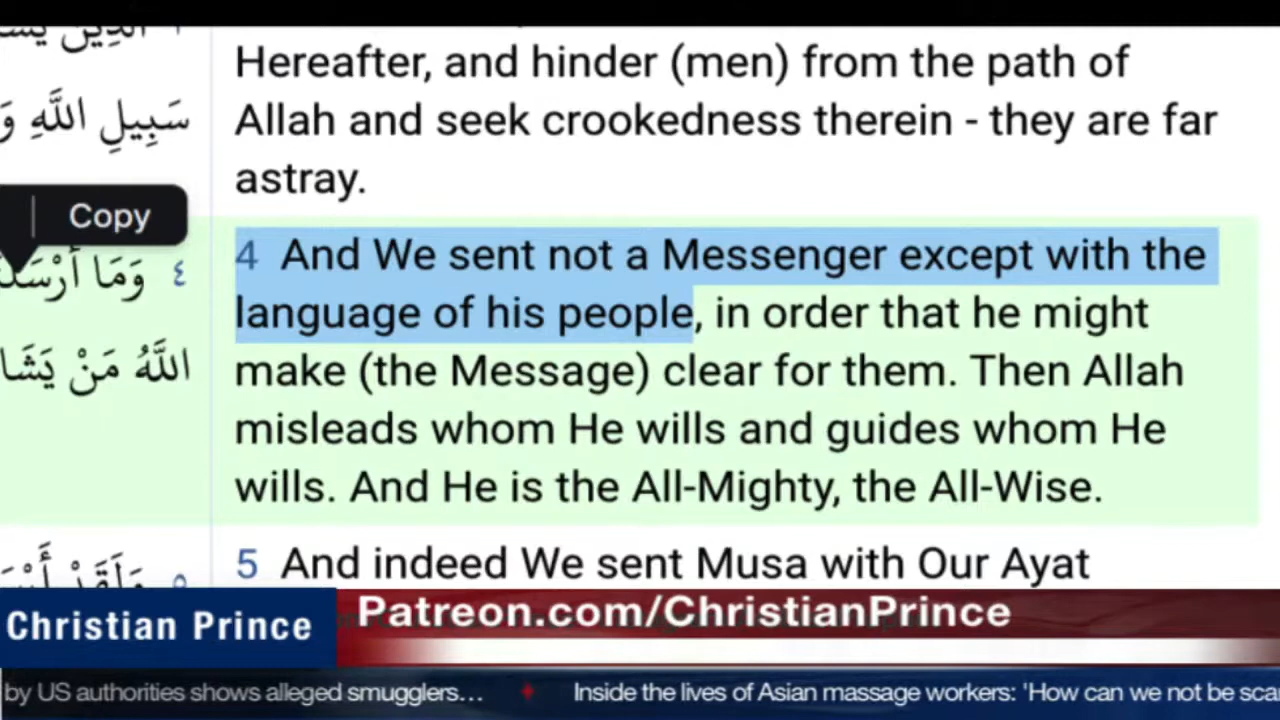 Hereafter, and hinder (men) from the path of
سَبِيلِ اللَّهِ وَ
Allah and seek crookedness therein - they are far
astray.
Copy
٤ وَمَا أَرْسَلْنَا
4 And We sent not a Messenger except with the
language of his people, in order that he might
اللَّهُ مَنْ يَشَا
make (the Message) clear for them. Then Allah
misleads whom He wills and guides whom He
wills. And He is the All-Mighty, the All-Wise.
5 And indeed We sent Musa with Our Ayat
Christian Prince
Patreon.com/ChristianPrince
by US authorities shows alleged smugglers…
Inside the lives of Asian massage workers: 'How can we not be